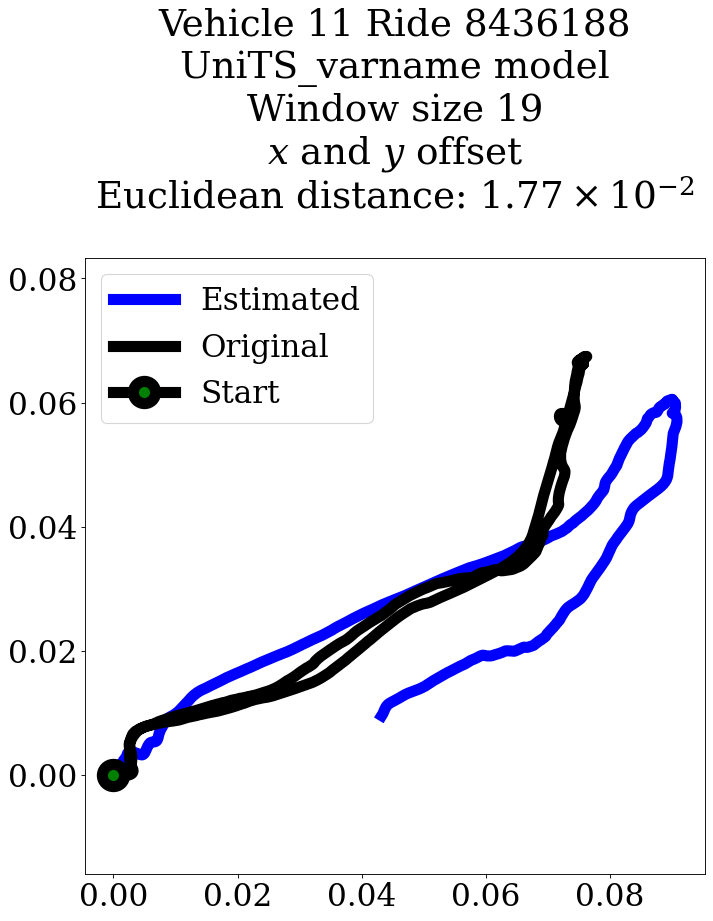 Vehicle 11 Ride 8436188
UniTS_varname model
Window size 19
x and y offset
Euclidean distance: 1.77 × 10⁻²
Estimated
Original
Start
0.08
0.06
0.04
0.02
0.00
0.00 0.02 0.04 0.06 0.08